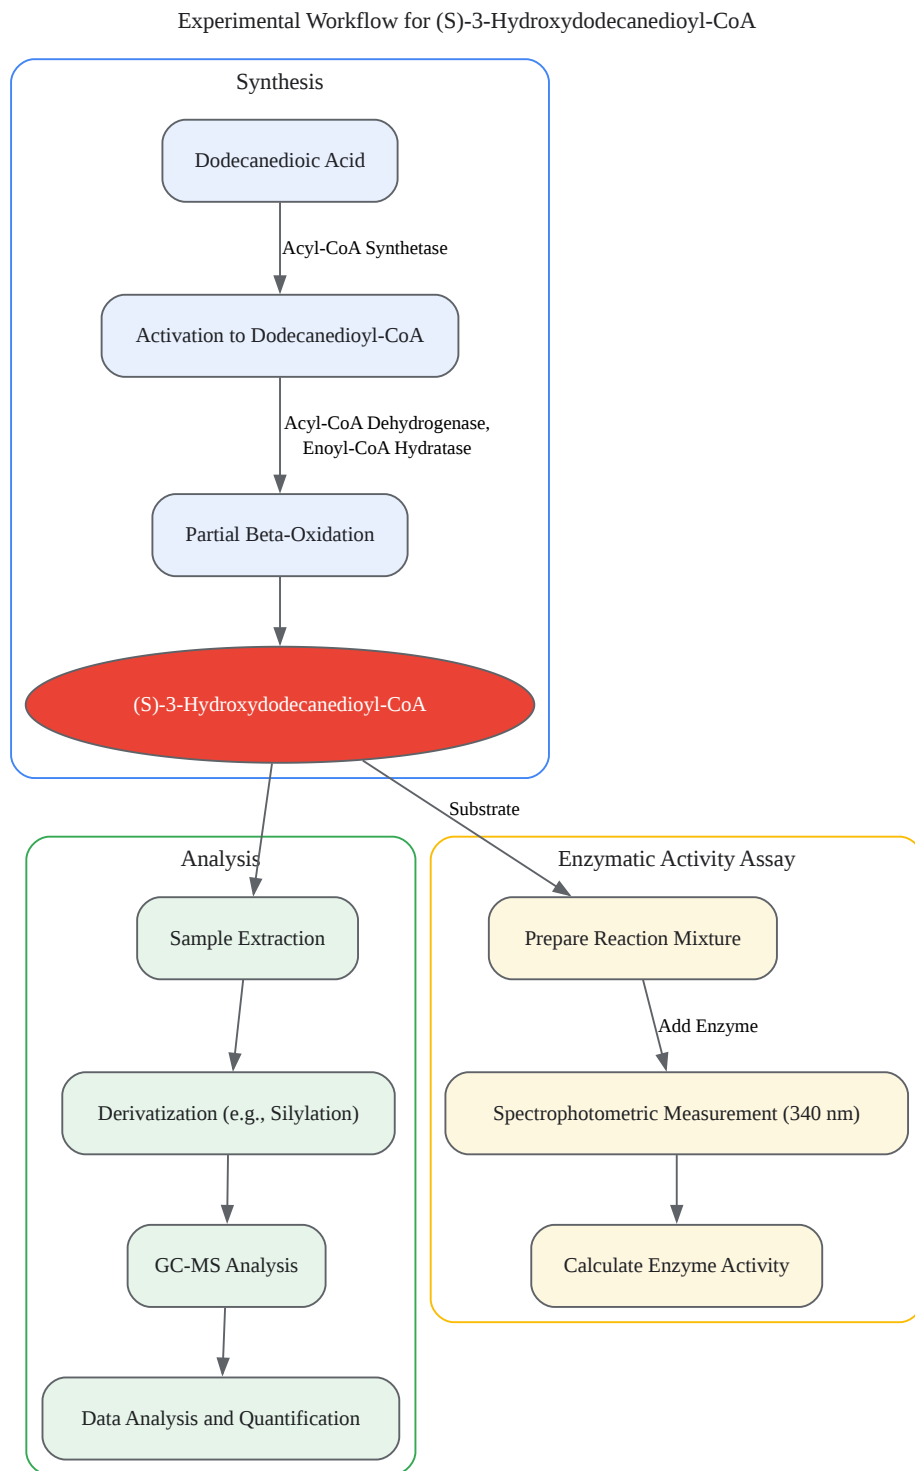 Experimental Workflow for (S)-3-Hydroxydodecanedioyl-CoA
Synthesis
Dodecanedioic Acid
Acyl-CoA Synthetase
Activation to Dodecanedioyl-CoA
Acyl-CoA Dehydrogenase,
Enoyl-CoA Hydratase
Partial Beta-Oxidation
(S)-3-Hydroxydodecanedioyl-CoA
Substrate
Analysis
Sample Extraction
Derivatization (e.g., Silylation)
GC-MS Analysis
Data Analysis and Quantification
Enzymatic Activity Assay
Prepare Reaction Mixture
Add Enzyme
Spectrophotometric Measurement (340 nm)
Calculate Enzyme Activity